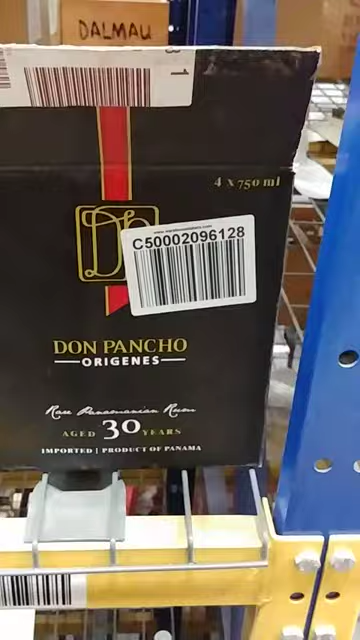 DALMAU
4 x 750 ml
C50002096128
DON PANCHO
ORIGENES
Rare Panamanian Rum
AGED 30 YEARS
IMPORTED | PRODUCT OF PANAMA